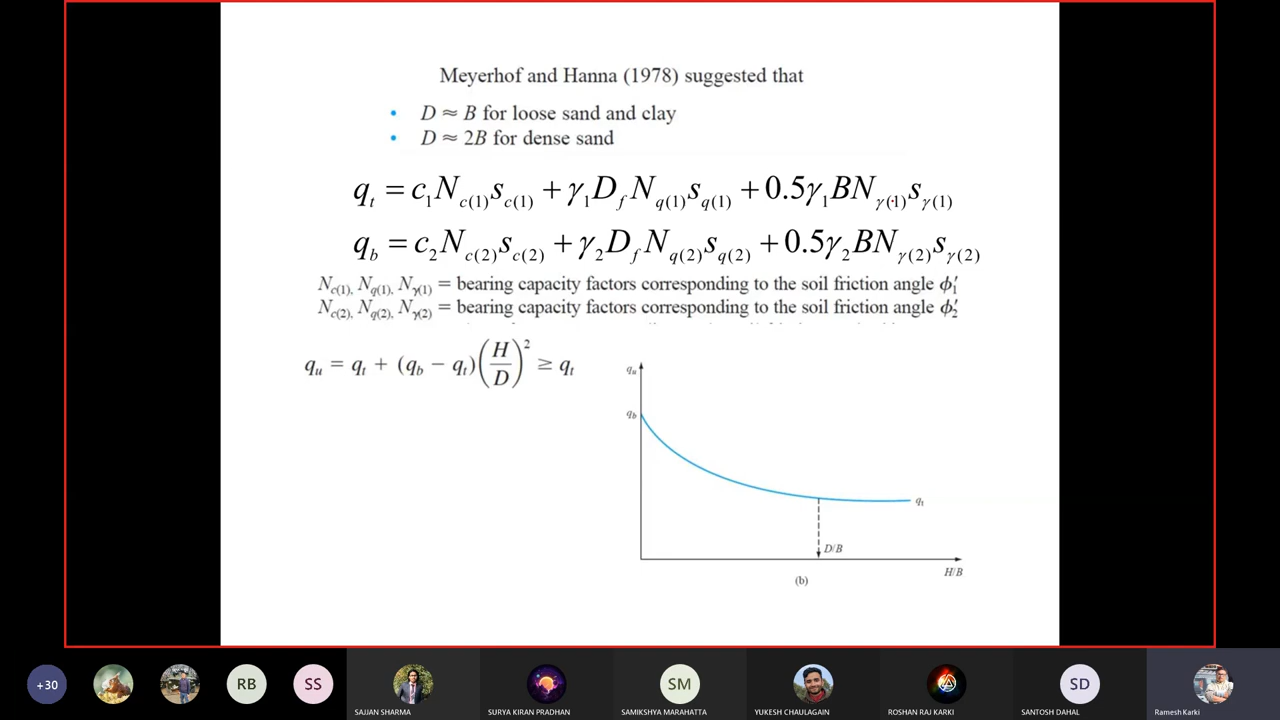 Meyerhof and Hanna (1978) suggested that
• D ≈ B for loose sand and clay
• D ≈ 2B for dense sand
q_t = c_1 N_c(1) s_c(1) + γ_1 D_f N_q(1) s_q(1) + 0.5γ_1 B N_γ(1) s_γ(1)
q_b = c_2 N_c(2) s_c(2) + γ_2 D_f N_q(2) s_q(2) + 0.5γ_2 B N_γ(2) s_γ(2)
N_c(1), N_q(1), N_γ(1) = bearing capacity factors corresponding to the soil friction angle ϕ′_1
N_c(2), N_q(2), N_γ(2) = bearing capacity factors corresponding to the soil friction angle ϕ′_2
q_u = q_t + (q_b − q_t)(H/D)^2 ≥ q_t
q_u
q_b
q_t
D/B
H/B
(b)
+30
RB
SS
SM
SD
SAJJAN SHARMA
SURYA KIRAN PRADHAN
SAMIKSHYA MARAHATTA
YUKESH CHAULAGAIN
ROSHAN RAJ KARKI
SANTOSH DAHAL
Ramesh Karki